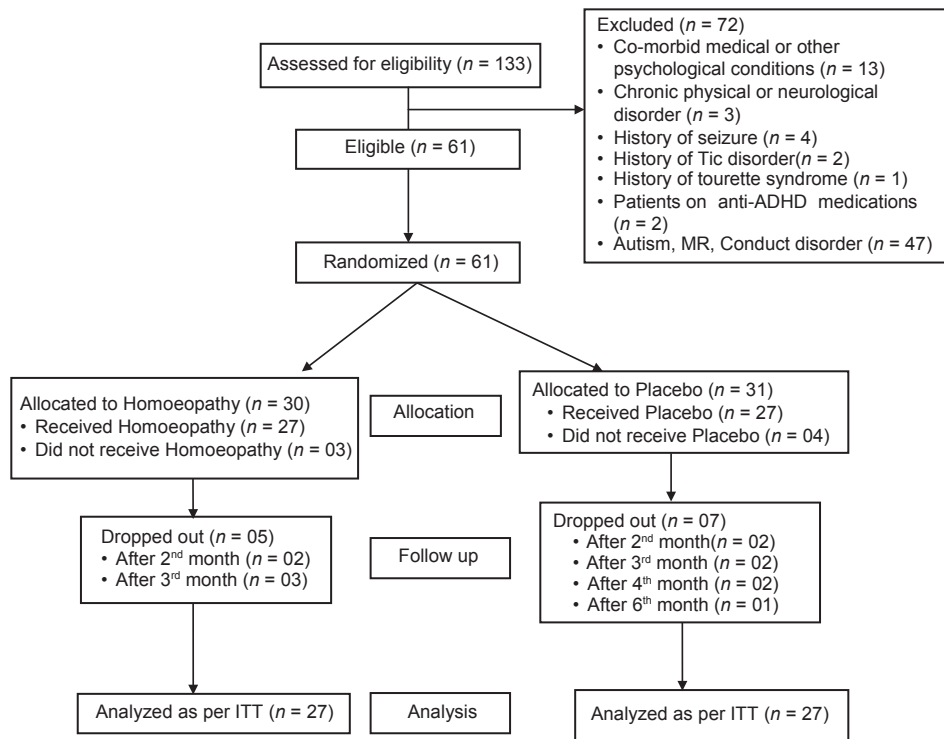 Assessed for eligibility (n = 133)
Excluded (n = 72)
• Co-morbid medical or other
psychological conditions (n = 13)
• Chronic physical or neurological
disorder (n = 3)
• History of seizure (n = 4)
• History of Tic disorder(n = 2)
• History of tourette syndrome (n = 1)
• Patients on anti-ADHD medications
(n = 2)
• Autism, MR, Conduct disorder (n = 47)
Eligible (n = 61)
Randomized (n = 61)
Allocated to Homoeopathy (n = 30)
• Received Homoeopathy (n = 27)
• Did not receive Homoeopathy (n = 03)
Allocation
Allocated to Placebo (n = 31)
• Received Placebo (n = 27)
• Did not receive Placebo (n = 04)
Dropped out (n = 05)
• After 2nd month (n = 02)
• After 3rd month (n = 03)
Follow up
Dropped out (n = 07)
• After 2nd month(n = 02)
• After 3rd month (n = 02)
• After 4th month (n = 02)
• After 6th month (n = 01)
Analyzed as per ITT (n = 27)
Analysis
Analyzed as per ITT (n = 27)